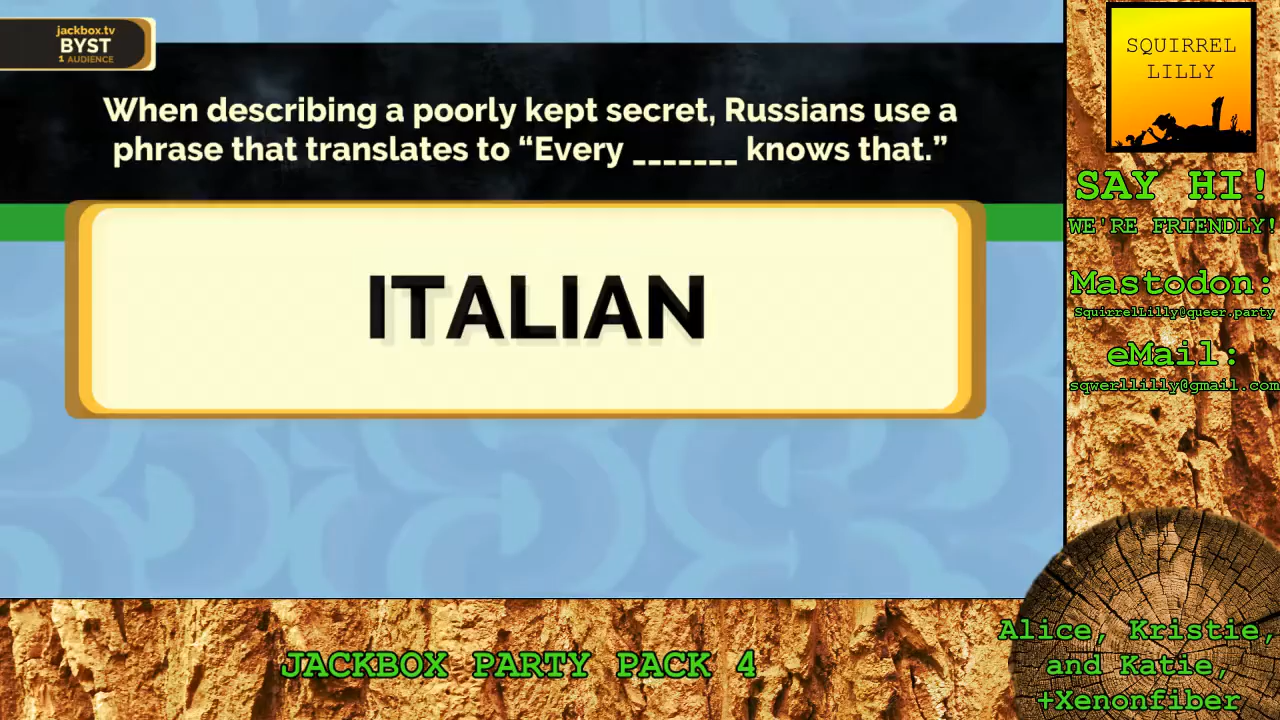 jackbox.tv
BYST
1 AUDIENCE
When describing a poorly kept secret, Russians use a
phrase that translates to “Every _______ knows that.”
ITALIAN
SQUIRREL
LILLY
SAY HI!
WE'RE FRIENDLY!
Mastodon:
SquirrelLilly@queer.party
eMail:
sqwerllilly@gmail.com
JACKBOX PARTY PACK 4
Alice, Kristie,
and Katie,
+Xenonfiber